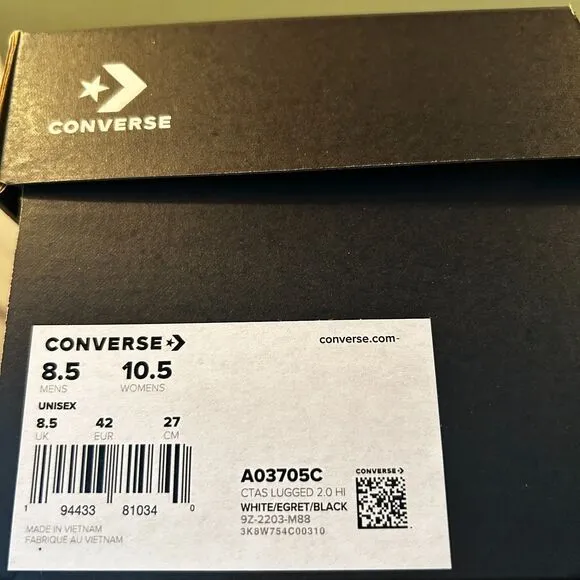 CONVERSE
CONVERSE
converse.com
8.5 10.5
MENS WOMENS
UNISEX
8.5 42 27
UK EUR CM
1 94433 81034 0
A03705C
CTAS LUGGED 2.0 HI
WHITE/EGRET/BLACK
9Z-2203-M88
3K8W754C00310
CONVERSE
MADE IN VIETNAM
FABRIQUÉ AU VIETNAM